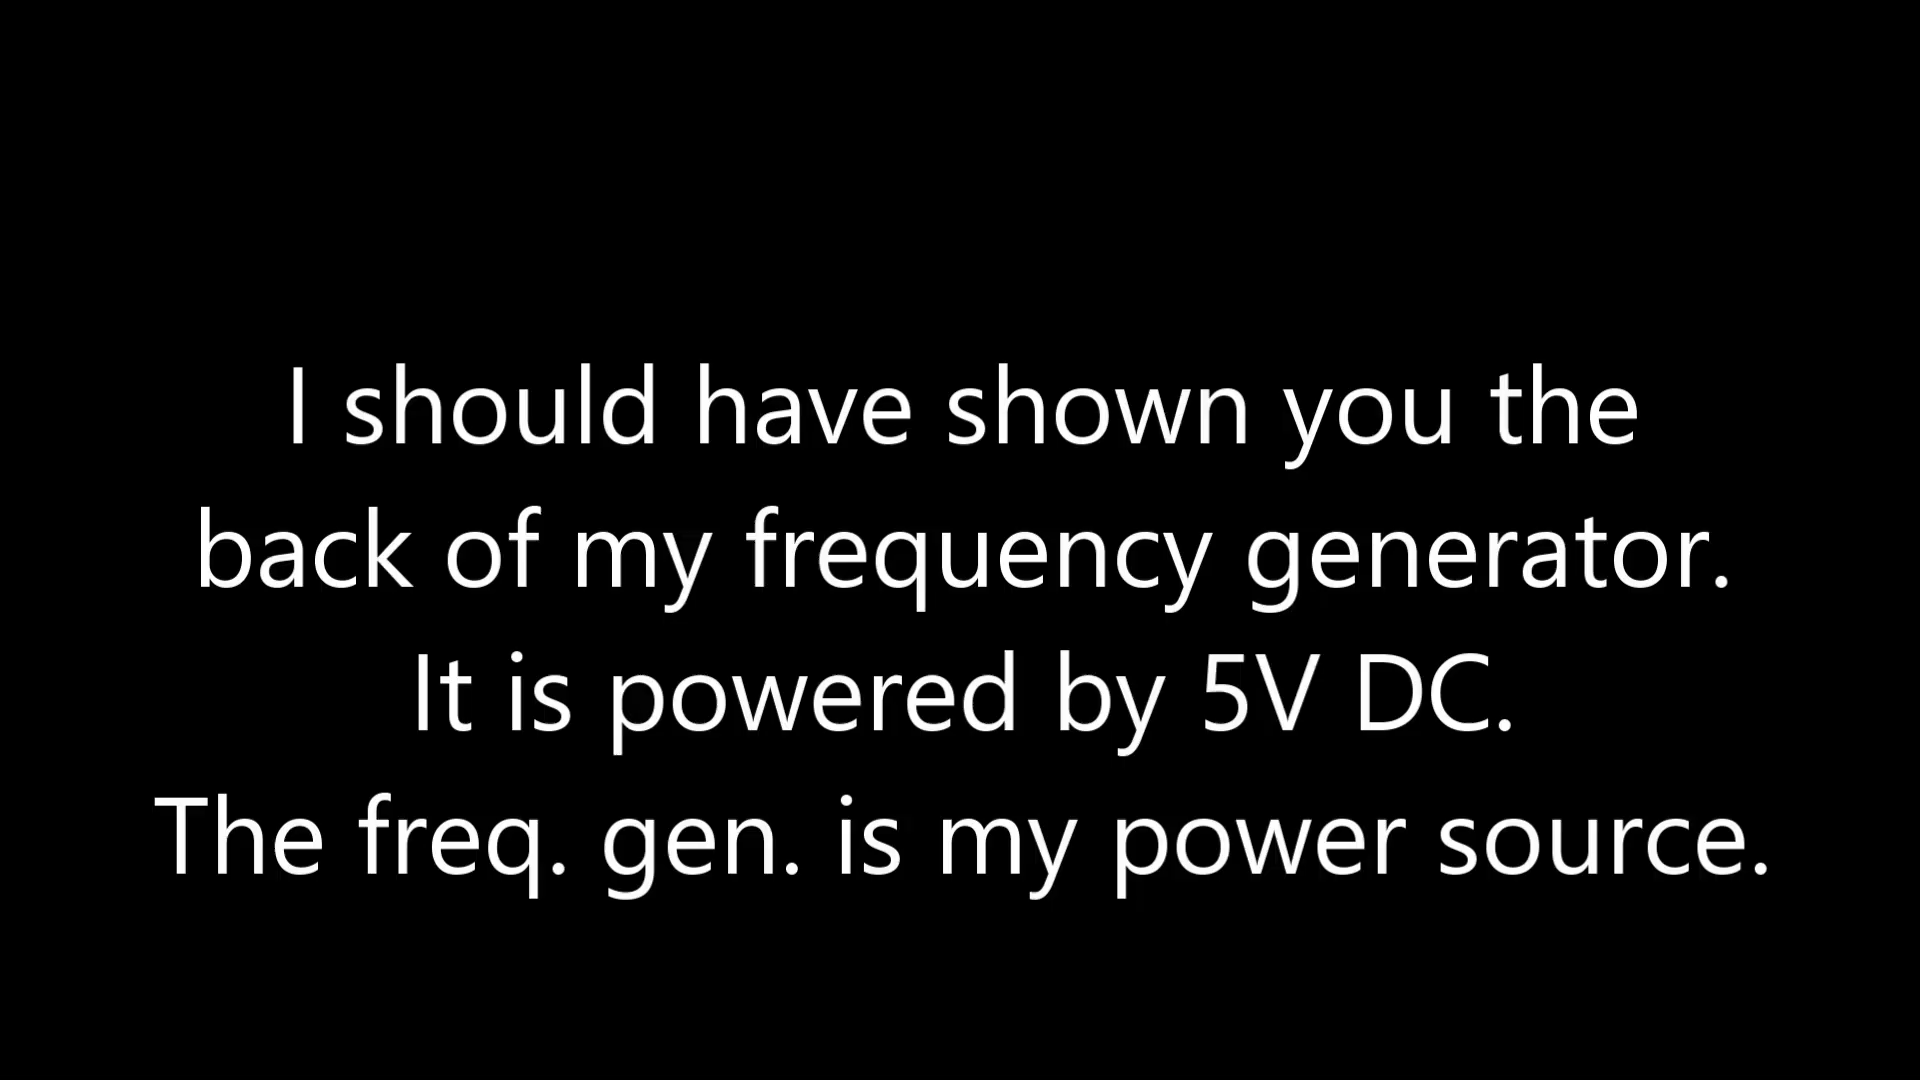 I should have shown you the
back of my frequency generator.
It is powered by 5V DC.
The freq. gen. is my power source.